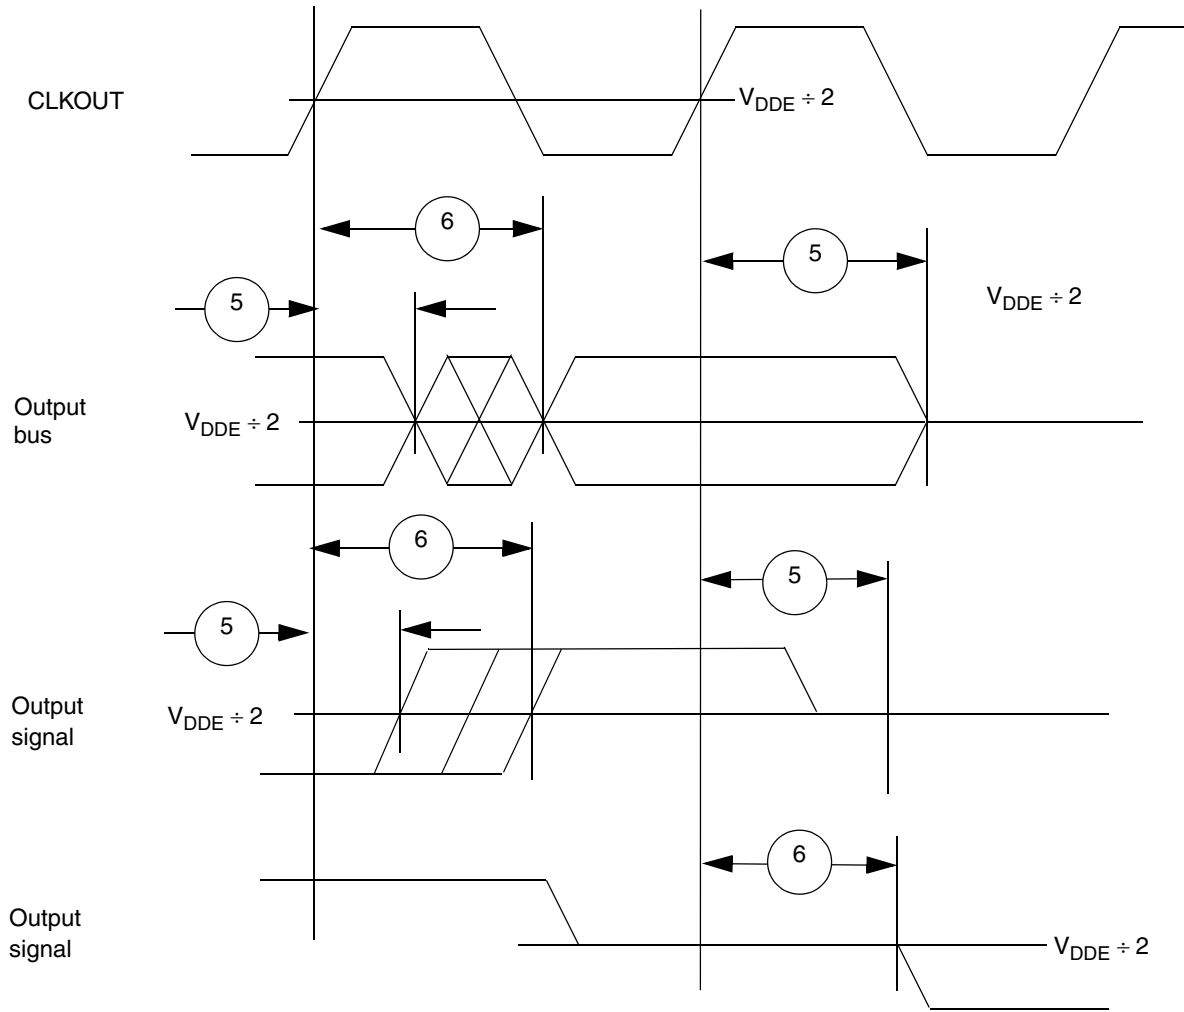 CLKOUT
V_DDE ÷ 2
6
5
5
V_DDE ÷ 2
Output
bus
V_DDE ÷ 2
6
5
5
Output
signal
V_DDE ÷ 2
6
Output
signal
V_DDE ÷ 2